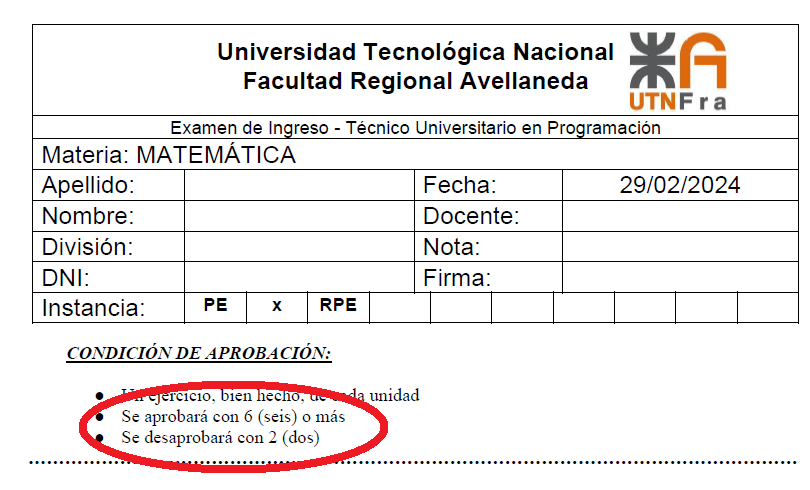 Universidad Tecnológica Nacional
Facultad Regional Avellaneda
UTNFra
Examen de Ingreso - Técnico Universitario en Programación
Materia: MATEMÁTICA
Apellido: Fecha: 29/02/2024
Nombre: Docente:
División: Nota:
DNI: Firma:
Instancia: PE x RPE
CONDICIÓN DE APROBACIÓN:
● Un ejercicio, bien hecho, de cada unidad
● Se aprobará con 6 (seis) o más
● Se desaprobará con 2 (dos)